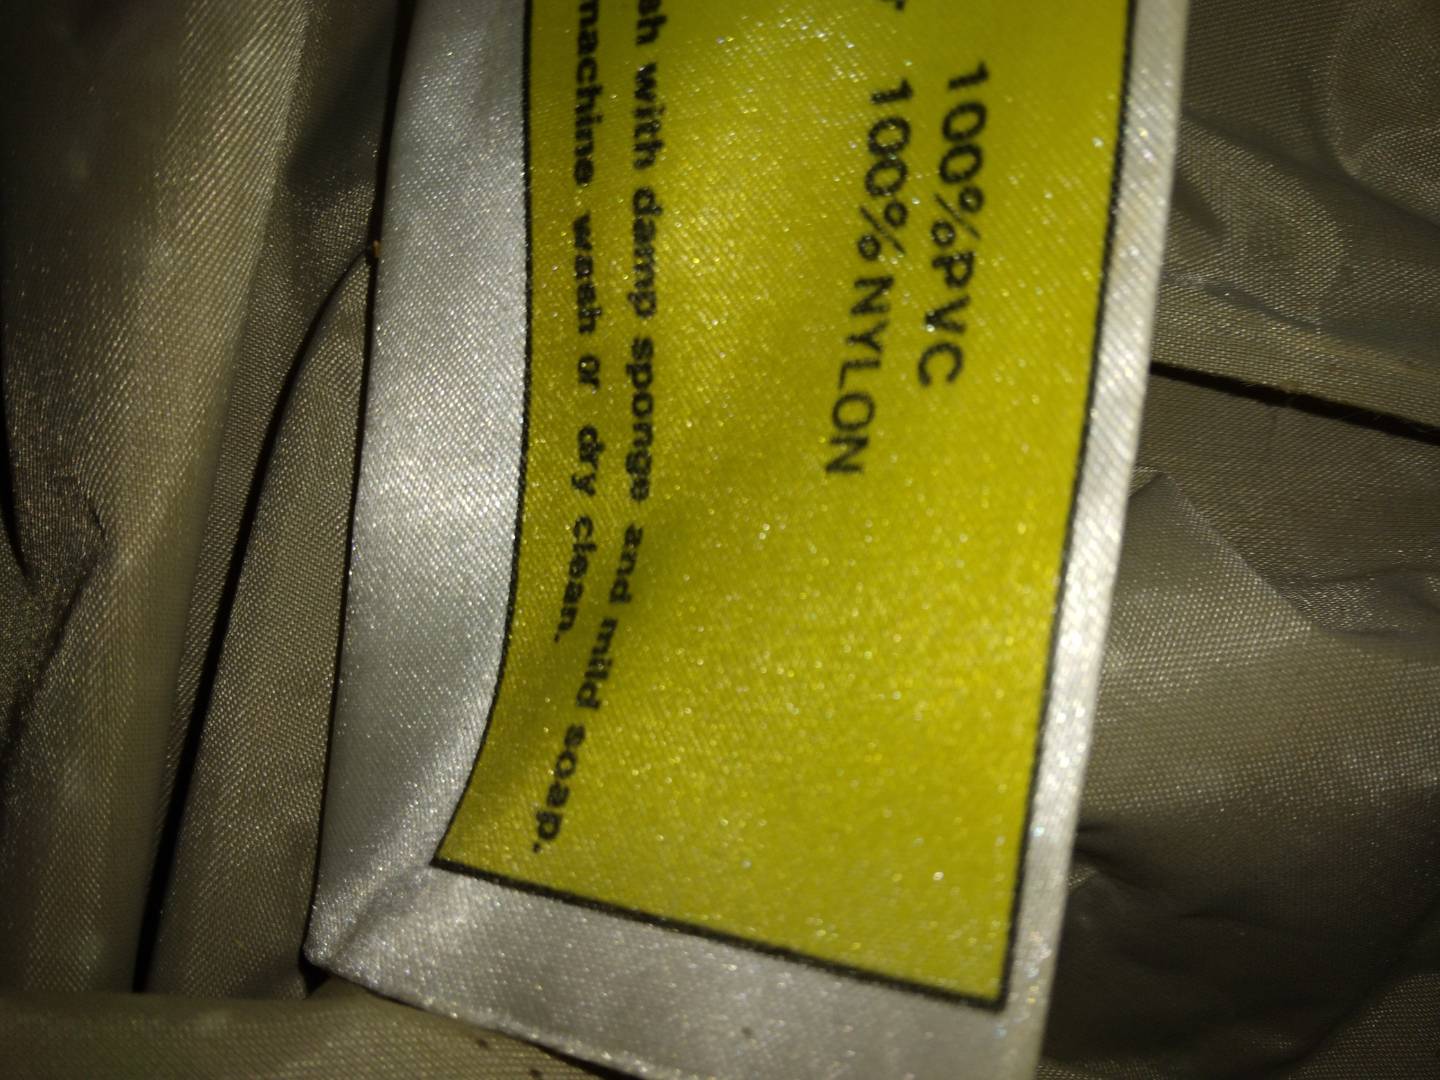 100%PVC
100%NYLON
with damp sponge and mild soap.
machine wash or dry clean.